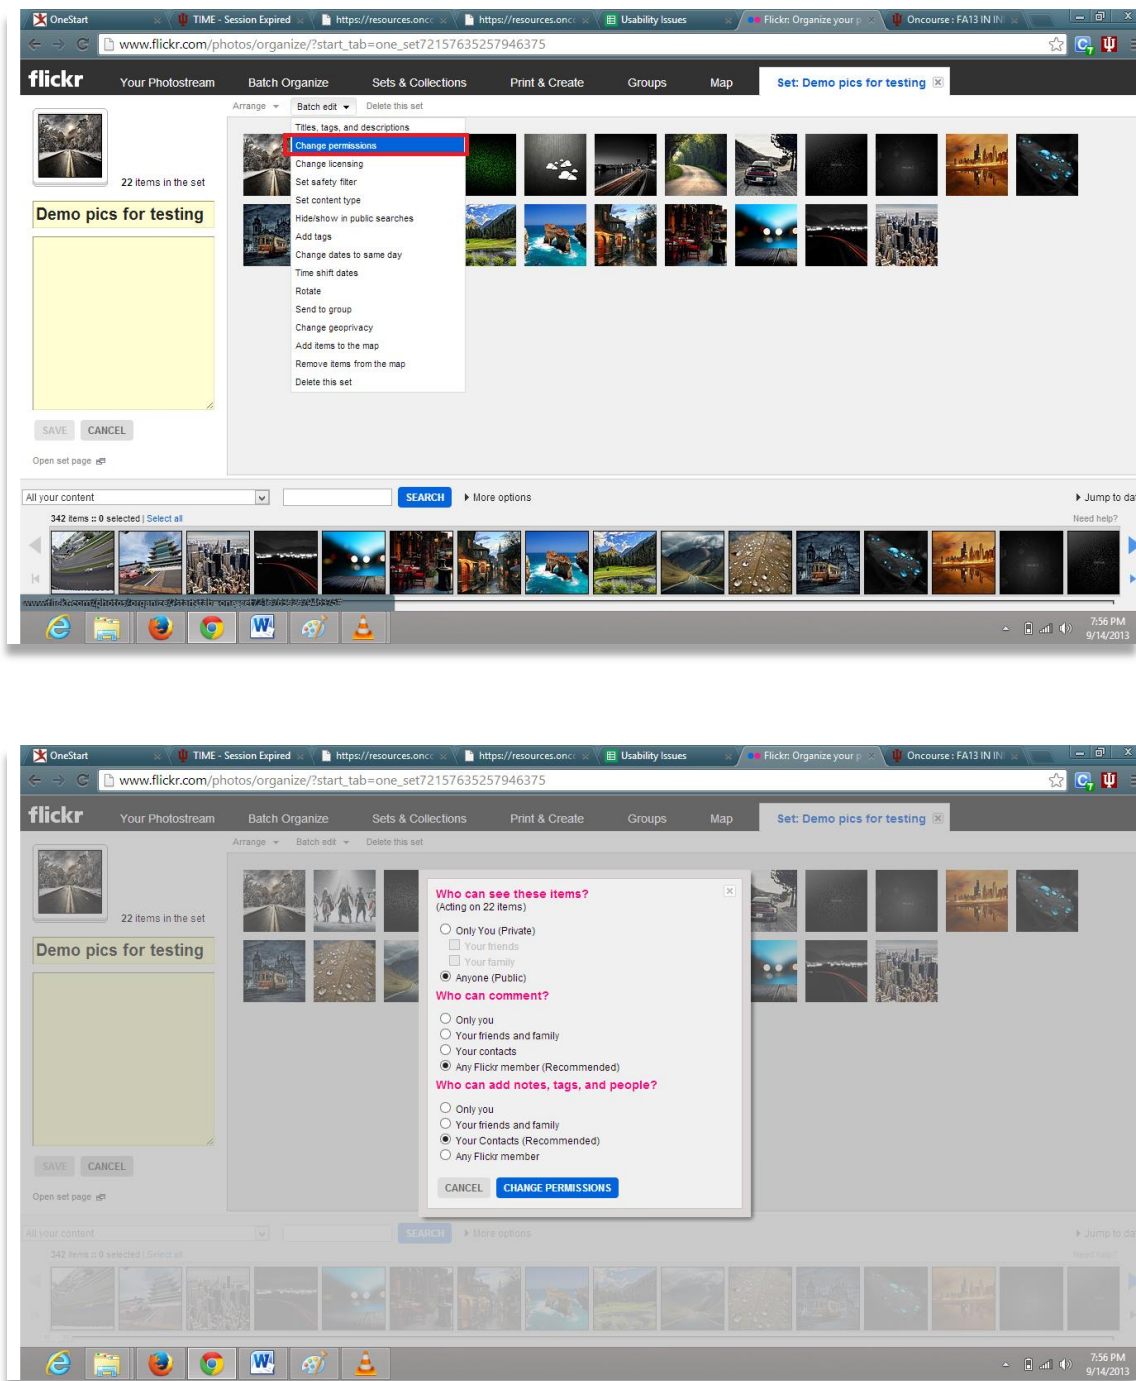 OneStart
TIME - Session Expired
https://resources.onc
https://resources.onc
Usability Issues
Flickr: Organize your p
Oncourse : FA13 IN IN
www.flickr.com/photos/organize/?start_tab=one_set72157635257946375
flickr
Your Photostream
Batch Organize
Sets & Collections
Print & Create
Groups
Map
Set: Demo pics for testing
Arrange
Batch edit
Delete this set
Titles, tags, and descriptions
Change permissions
Change licensing
Set safety filter
Set content type
Hide/show in public searches
Add tags
Change dates to same day
Time shift dates
Rotate
Send to group
Change geoprivacy
Add items to the map
Remove items from the map
Delete this set
22 items in the set
Demo pics for testing
SAVE
CANCEL
Open set page
All your content
SEARCH
More options
Jump to da
342 items :: 0 selected | Select all
Need help?
7:56 PM
9/14/2013
OneStart
TIME - Session Expired
https://resources.onc
https://resources.onc
Usability Issues
Flickr: Organize your p
Oncourse : FA13 IN IN
www.flickr.com/photos/organize/?start_tab=one_set72157635257946375
flickr
Your Photostream
Batch Organize
Sets & Collections
Print & Create
Groups
Map
Set: Demo pics for testing
Arrange
Batch edit
Delete this set
22 items in the set
Demo pics for testing
SAVE
CANCEL
Open set page
Who can see these items?
(Acting on 22 items)
Only You (Private)
Your friends
Your family
Anyone (Public)
Who can comment?
Only you
Your friends and family
Your contacts
Any Flickr member (Recommended)
Who can add notes, tags, and people?
Only you
Your friends and family
Your Contacts (Recommended)
Any Flickr member
CANCEL
CHANGE PERMISSIONS
All your content
SEARCH
More options
Jump to da
342 items :: 0 selected | Select all
Need help?
7:56 PM
9/14/2013